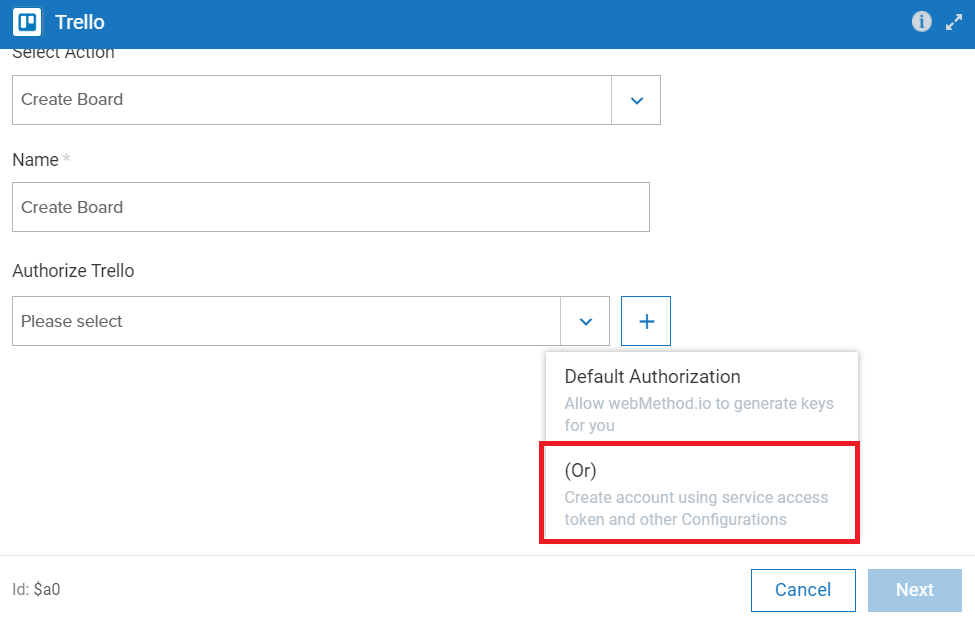 Trello
Select Action
Create Board
Name *
Create Board
Authorize Trello
Please select
Default Authorization
Allow webMethod.io to generate keys
for you
(Or)
Create account using service access
token and other Configurations
Id: $a0
Cancel
Next